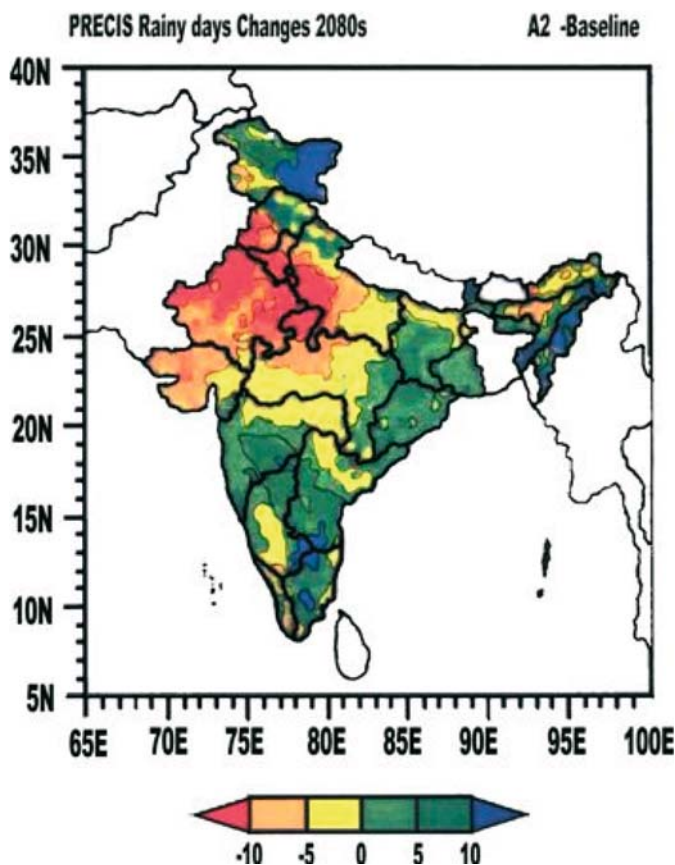 PRECIS Rainy days Changes 2080s A2 -Baseline
40N
35N
30N
25N
20N
15N
10N
5N
65E 70E 75E 80E 85E 90E 95E 100E
-10 -5 0 5 10